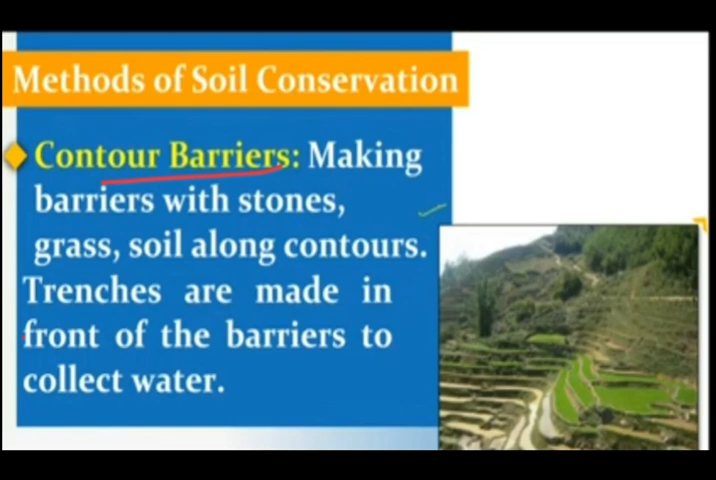 Methods of Soil Conservation
Contour Barriers: Making
barriers with stones,
grass, soil along contours.
Trenches are made in
front of the barriers to
collect water.